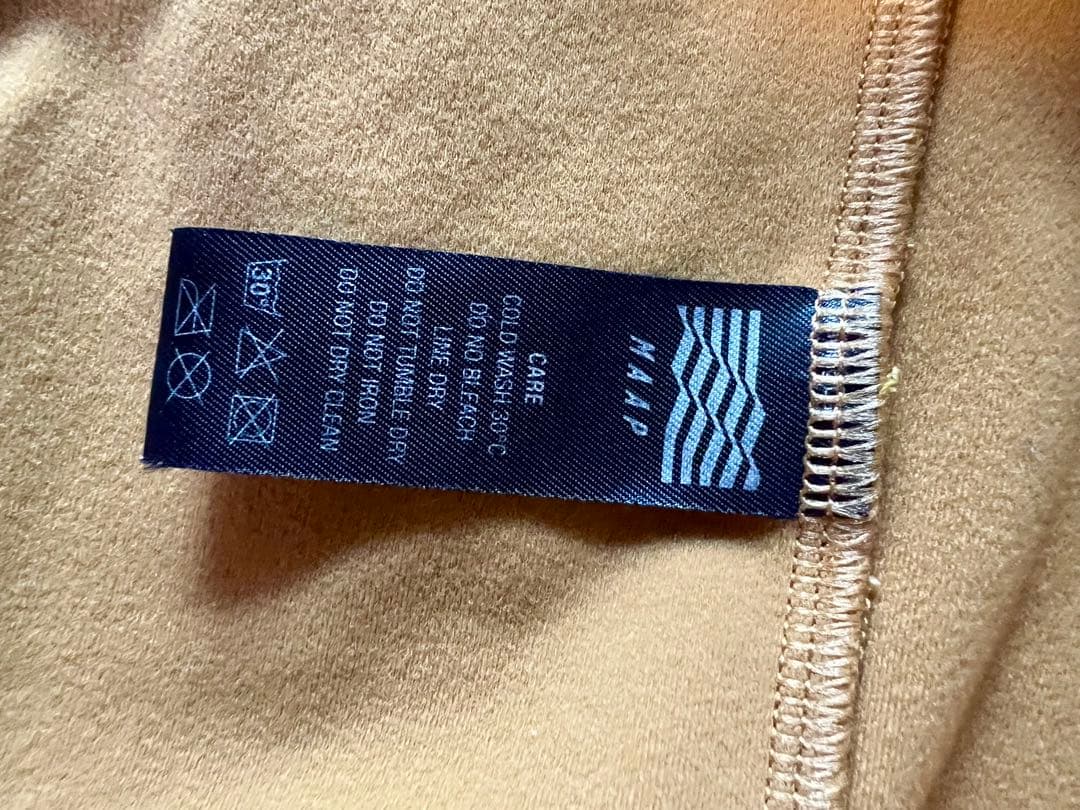 MAAP
CARE
COLD WASH 30°C
DO NO BLEACH
LINE DRY
DO NOT TUMBLE DRY
DO NOT IRON
DO NOT DRY CLEAN
30°